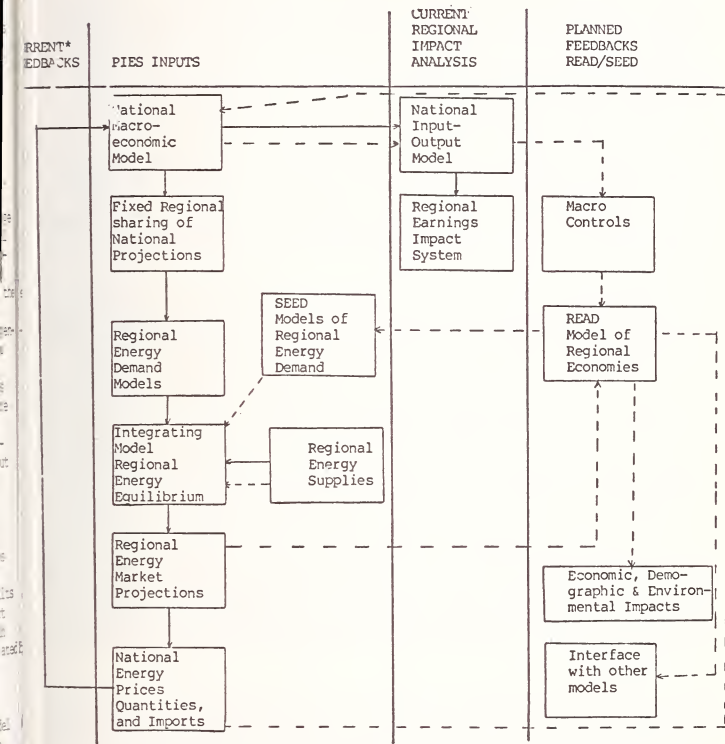 RRENT*
EDBACKS
PIES INPUTS
CURRENT
REGIONAL
IMPACT
ANALYSIS
PLANNED
FEEDBACKS
READ/SEED
National
Macro-
economic
Model
National
Input-
Output
Model
Fixed Regional
sharing of
National
Projections
Regional
Earnings
Impact
System
Macro
Controls
SEED
Models of
Regional
Energy
Demand
READ
Model of
Regional
Economies
Regional
Energy
Demand
Models
Integrating
Model
Regional
Energy
Equilibrium
Regional
Energy
Supplies
Regional
Energy
Market
Projections
Economic, Demo-
graphic & Environ-
mental Impacts
National
Energy
Prices
Quantities,
and Imports
Interface
with other
models